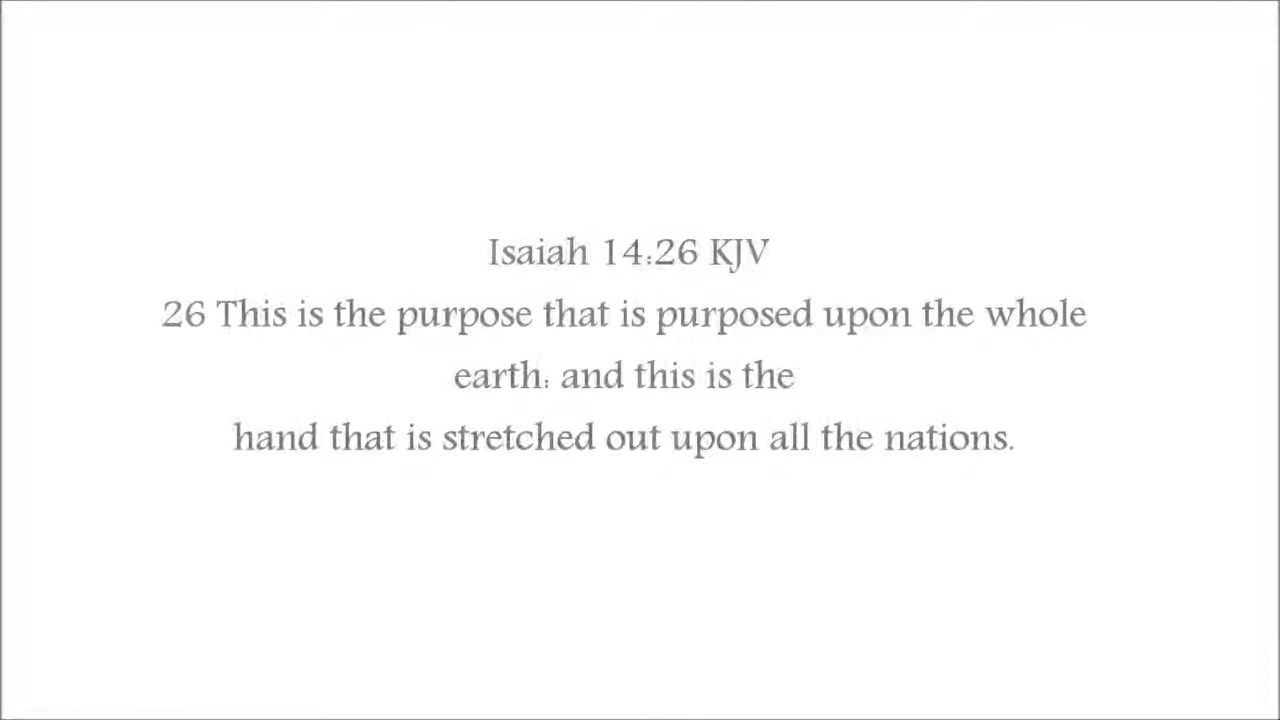 Isaiah 14:26 KJV
26 This is the purpose that is purposed upon the whole
earth: and this is the
hand that is stretched out upon all the nations.